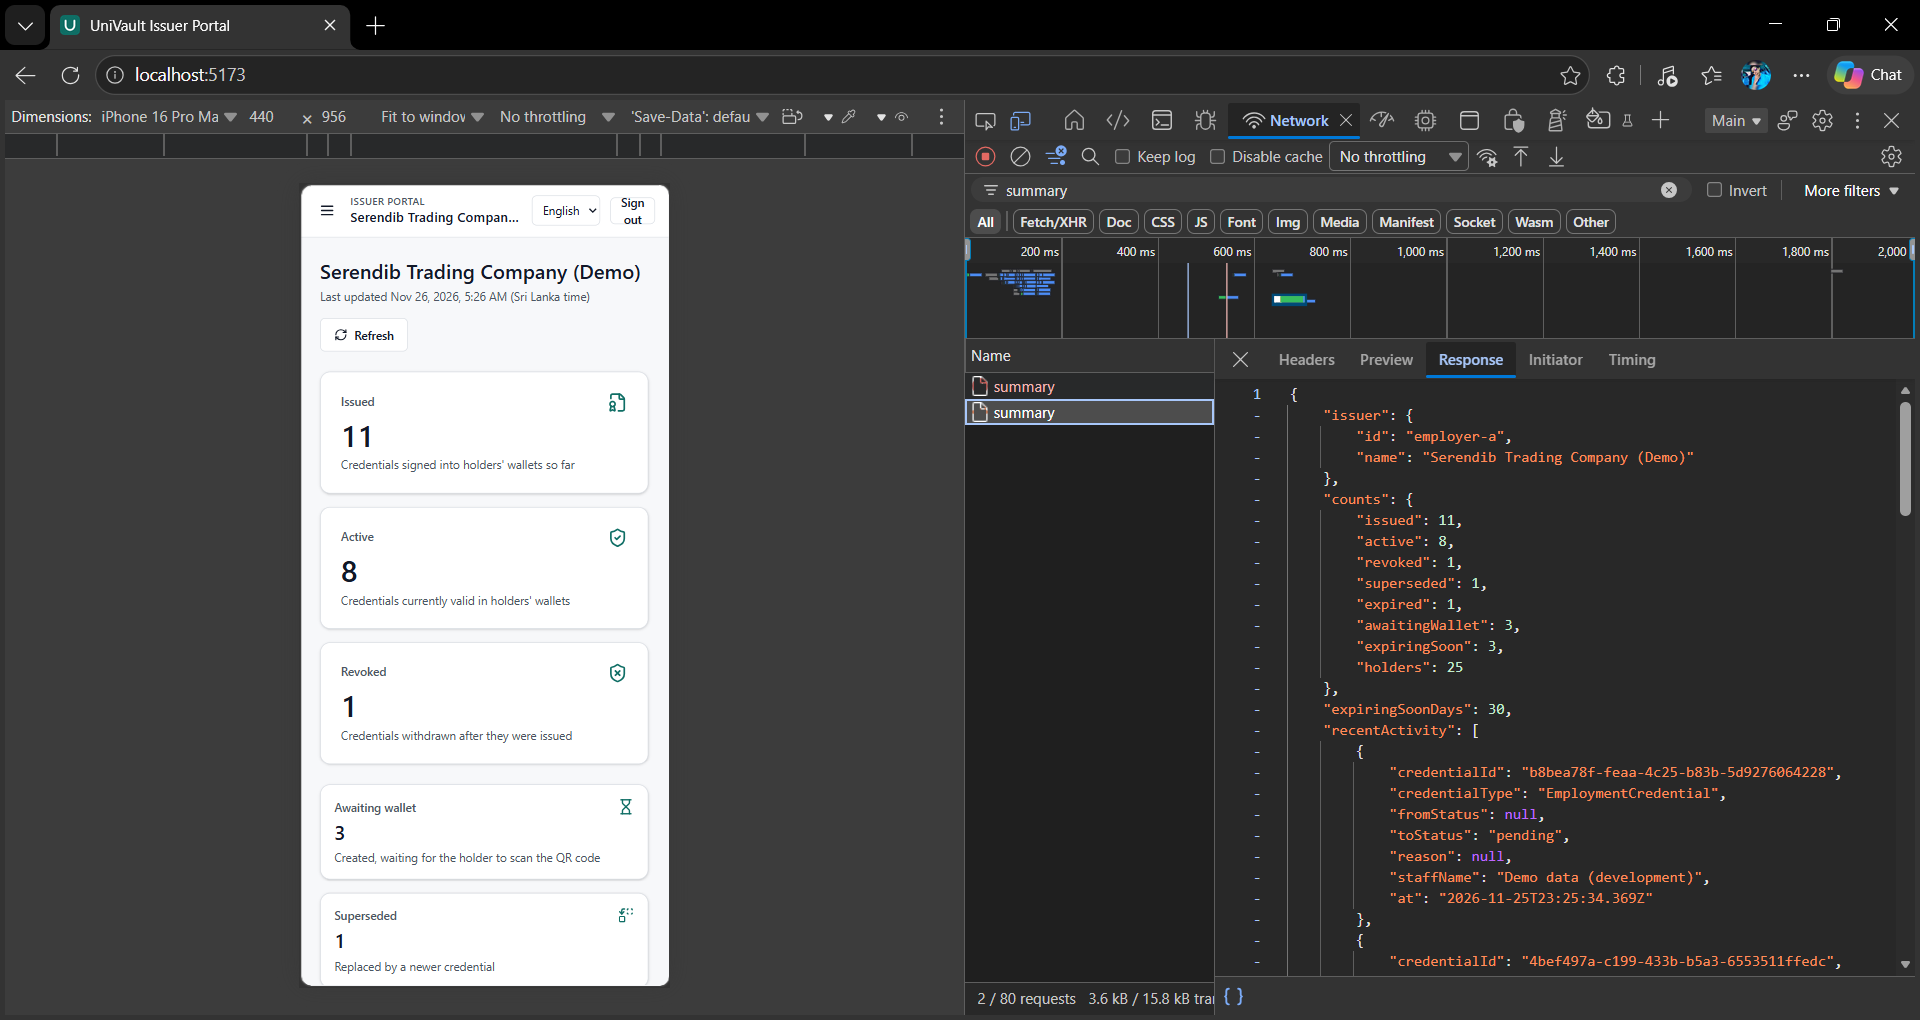 UniVault Issuer Portal
localhost:5173
Chat
Dimensions: iPhone 16 Pro Ma 440 × 956 Fit to window No throttling 'Save-Data': defau
Network
Main
Keep log Disable cache No throttling
summary
Invert More filters
All Fetch/XHR Doc CSS JS Font Img Media Manifest Socket Wasm Other
200 ms 400 ms 600 ms 800 ms 1,000 ms 1,200 ms 1,400 ms 1,600 ms 1,800 ms 2,000
ISSUER PORTAL
Serendib Trading Compan...
English
Sign out
Serendib Trading Company (Demo)
Last updated Nov 26, 2026, 5:26 AM (Sri Lanka time)
Refresh
Issued
11
Credentials signed into holders' wallets so far
Active
8
Credentials currently valid in holders' wallets
Revoked
1
Credentials withdrawn after they were issued
Awaiting wallet
3
Created, waiting for the holder to scan the QR code
Superseded
1
Replaced by a newer credential
Name
summary
summary
2 / 80 requests 3.6 kB / 15.8 kB tra
Headers Preview Response Initiator Timing
1 {
- "issuer": {
- "id": "employer-a",
- "name": "Serendib Trading Company (Demo)"
- },
- "counts": {
- "issued": 11,
- "active": 8,
- "revoked": 1,
- "superseded": 1,
- "expired": 1,
- "awaitingWallet": 3,
- "expiringSoon": 3,
- "holders": 25
- },
- "expiringSoonDays": 30,
- "recentActivity": [
- {
- "credentialId": "b8bea78f-feaa-4c25-b83b-5d9276064228",
- "credentialType": "EmploymentCredential",
- "fromStatus": null,
- "toStatus": "pending",
- "reason": null,
- "staffName": "Demo data (development)",
- "at": "2026-11-25T23:25:34.369Z"
- },
- {
- "credentialId": "4bef497a-c199-433b-b5a3-6553511ffedc",
{ }